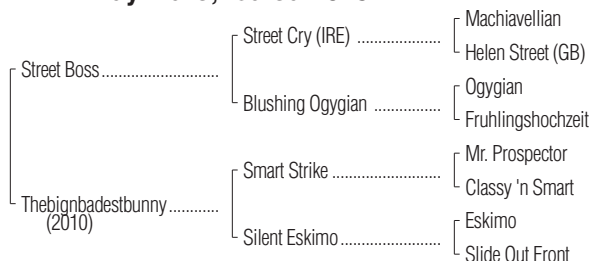 Machiavellian
Street Cry (IRE) ..................
Helen Street (GB)
Street Boss..........................
Ogygian
Blushing Ogygian .................
Fruhlingshochzeit
Mr. Prospector
Smart Strike ........................
Classy 'n Smart
Thebignbadestbunny...........
(2010)
Eskimo
Silent Eskimo......................
Slide Out Front